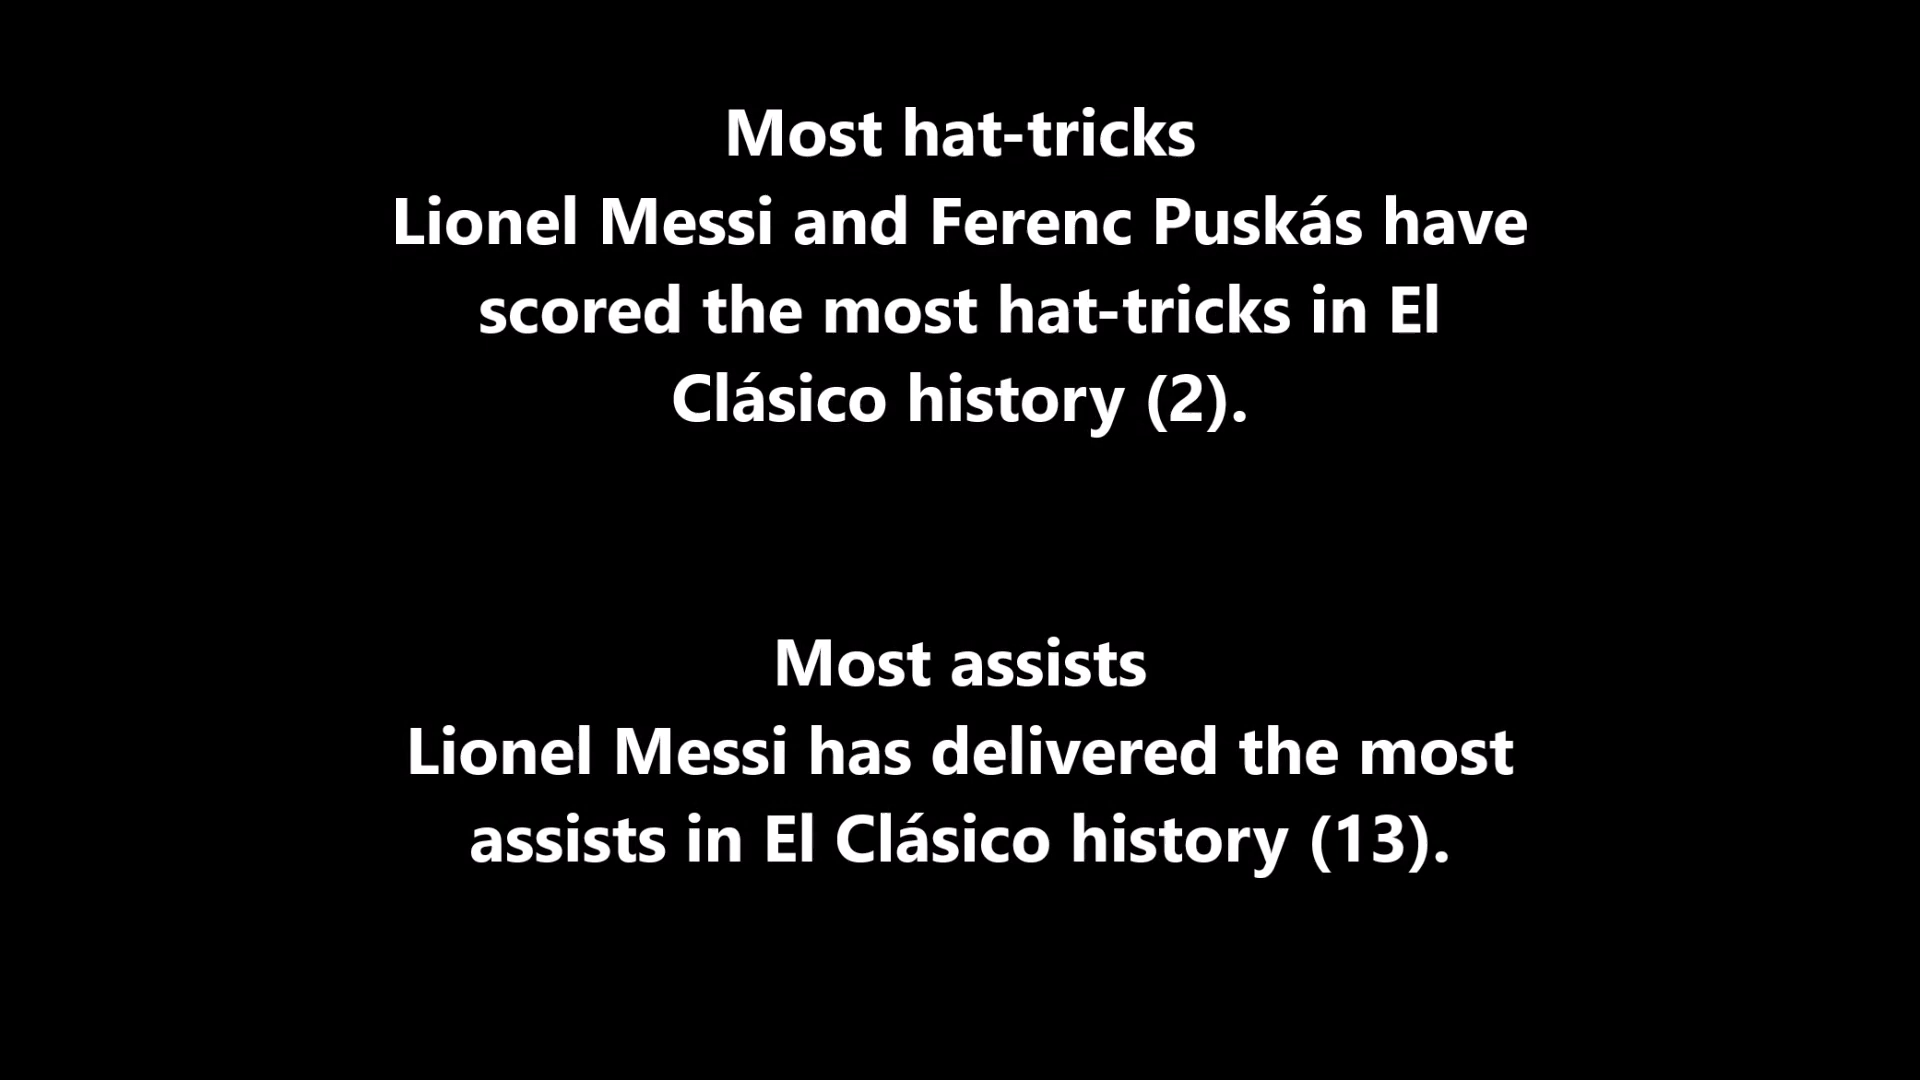 Most hat-tricks
Lionel Messi and Ferenc Puskás have
scored the most hat-tricks in El
Clásico history (2).
Most assists
Lionel Messi has delivered the most
assists in El Clásico history (13).